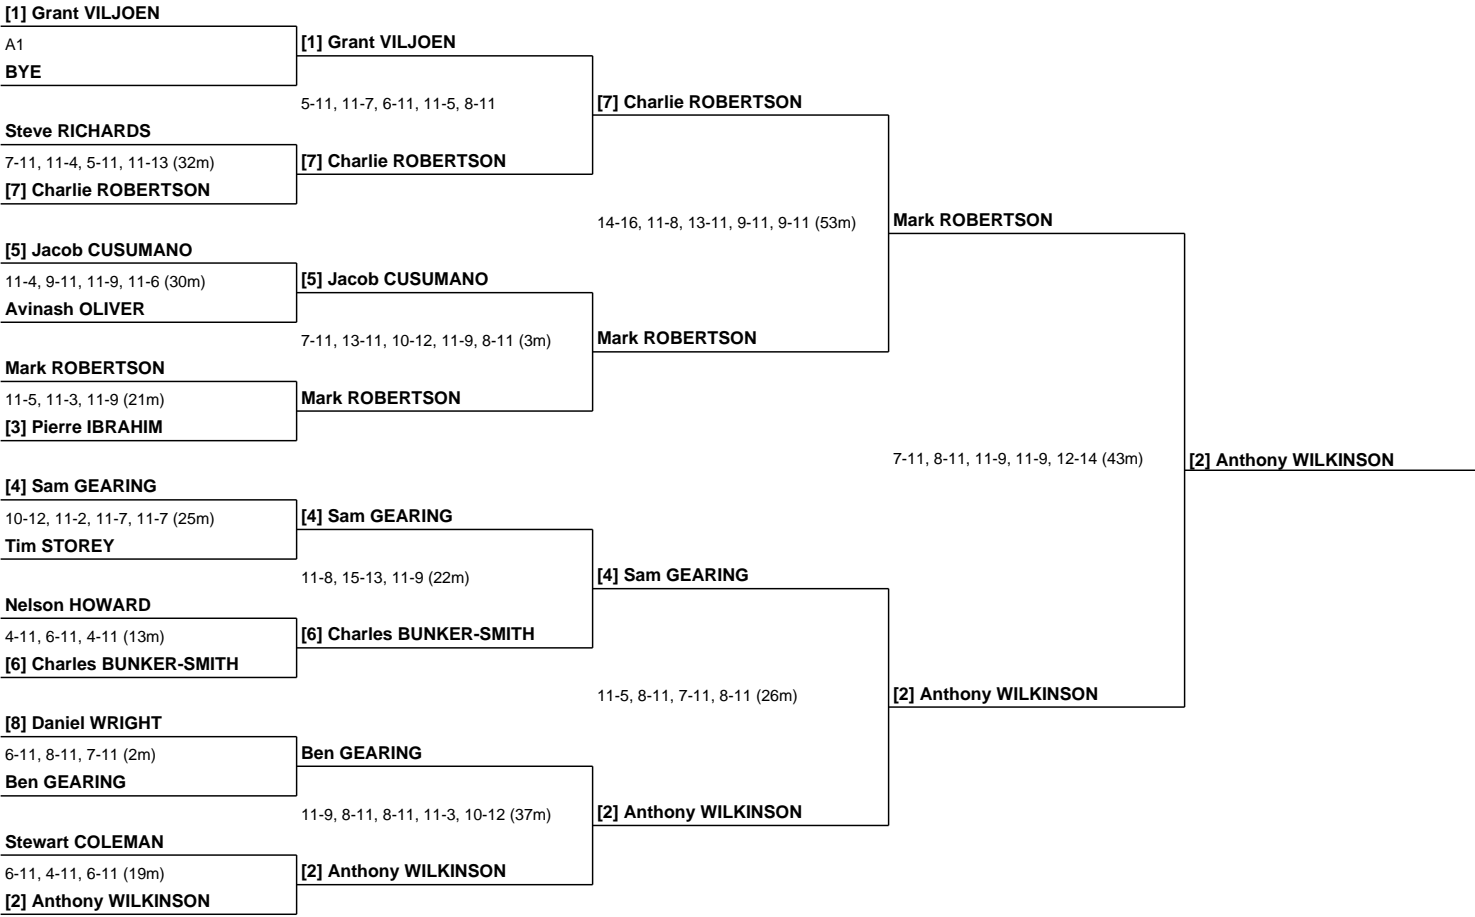 [1] Grant VILJOEN
A1
BYE
Steve RICHARDS
7-11, 11-4, 5-11, 11-13 (32m)
[7] Charlie ROBERTSON
[5] Jacob CUSUMANO
11-4, 9-11, 11-9, 11-6 (30m)
Avinash OLIVER
Mark ROBERTSON
11-5, 11-3, 11-9 (21m)
[3] Pierre IBRAHIM
[4] Sam GEARING
10-12, 11-2, 11-7, 11-7 (25m)
Tim STOREY
Nelson HOWARD
4-11, 6-11, 4-11 (13m)
[6] Charles BUNKER-SMITH
[8] Daniel WRIGHT
6-11, 8-11, 7-11 (2m)
Ben GEARING
Stewart COLEMAN
6-11, 4-11, 6-11 (19m)
[2] Anthony WILKINSON
[1] Grant VILJOEN
5-11, 11-7, 6-11, 11-5, 8-11
[7] Charlie ROBERTSON
[5] Jacob CUSUMANO
7-11, 13-11, 10-12, 11-9, 8-11 (3m)
Mark ROBERTSON
[4] Sam GEARING
11-8, 15-13, 11-9 (22m)
[6] Charles BUNKER-SMITH
Ben GEARING
11-9, 8-11, 8-11, 11-3, 10-12 (37m)
[2] Anthony WILKINSON
[7] Charlie ROBERTSON
14-16, 11-8, 13-11, 9-11, 9-11 (53m)
Mark ROBERTSON
[4] Sam GEARING
11-5, 8-11, 7-11, 8-11 (26m)
[2] Anthony WILKINSON
Mark ROBERTSON
7-11, 8-11, 11-9, 11-9, 12-14 (43m)
[2] Anthony WILKINSON
[2] Anthony WILKINSON